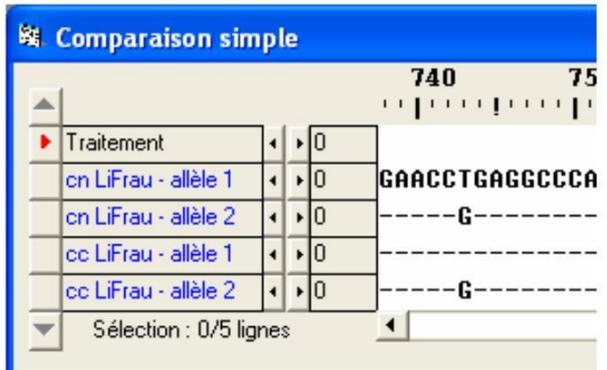 Comparaison simple
740 75
Traitement 0
cn LiFrau - allèle 1 0 GAACCTGAGGCCCA
cn LiFrau - allèle 2 0 -----G--------
cc LiFrau - allèle 1 0 --------------
cc LiFrau - allèle 2 0 -----G--------
Sélection : 0/5 lignes